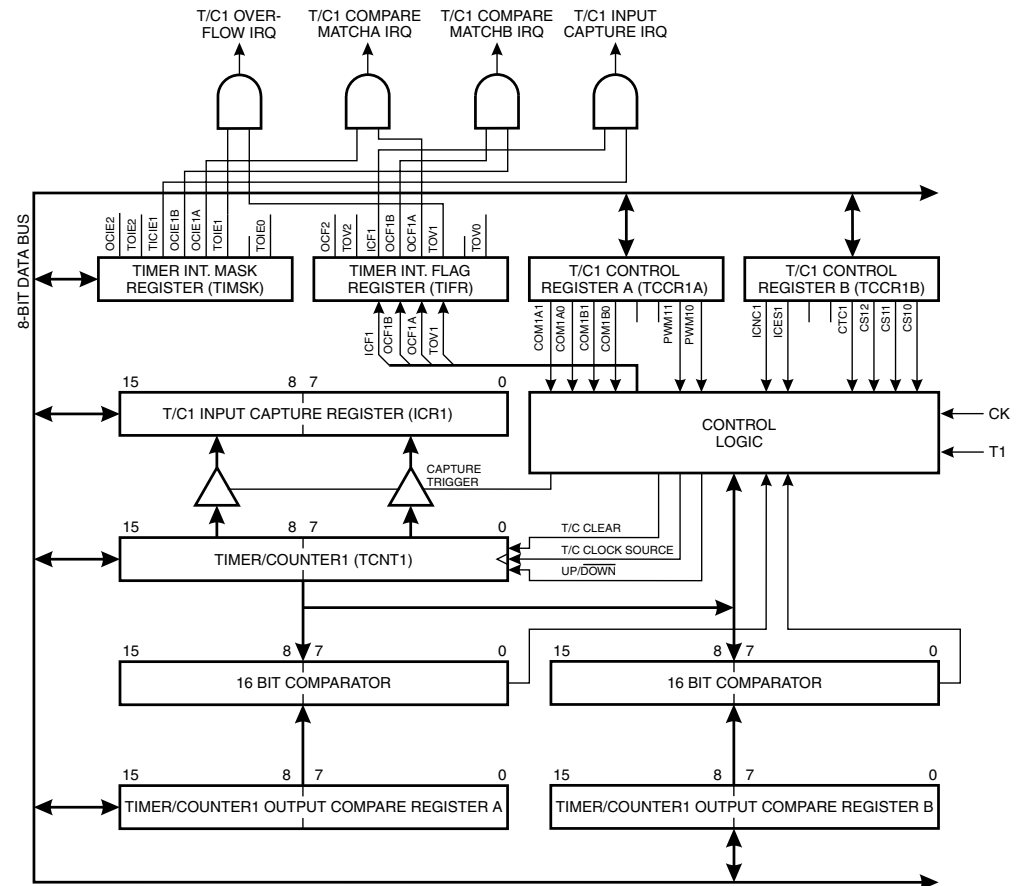 T/C1 OVER-
FLOW IRQ
T/C1 COMPARE
MATCHA IRQ
T/C1 COMPARE
MATCHB IRQ
T/C1 INPUT
CAPTURE IRQ
8-BIT DATA BUS
OCIE2
TOIE2
TICIE1
OCIE1B
OCIE1A
TOIE1
TOIE0
OCF2
TOV2
ICF1
OCF1B
OCF1A
TOV1
TOV0
TIMER INT. MASK
REGISTER (TIMSK)
TIMER INT. FLAG
REGISTER (TIFR)
T/C1 CONTROL
REGISTER A (TCCR1A)
T/C1 CONTROL
REGISTER B (TCCR1B)
ICF1
OCF1B
OCF1A
TOV1
COM1A1
COM1A0
COM1B1
COM1B0
PWM11
PWM10
ICNC1
ICES1
CTC1
CS12
CS11
CS10
15 8 7 0
T/C1 INPUT CAPTURE REGISTER (ICR1)
CONTROL
LOGIC
CK
T1
CAPTURE
TRIGGER
15 8 7 0
TIMER/COUNTER1 (TCNT1)
T/C CLEAR
T/C CLOCK SOURCE
UP/DOWN
15 8 7 0
16 BIT COMPARATOR
15 8 7 0
16 BIT COMPARATOR
15 8 7 0
TIMER/COUNTER1 OUTPUT COMPARE REGISTER A
15 8 7 0
TIMER/COUNTER1 OUTPUT COMPARE REGISTER B